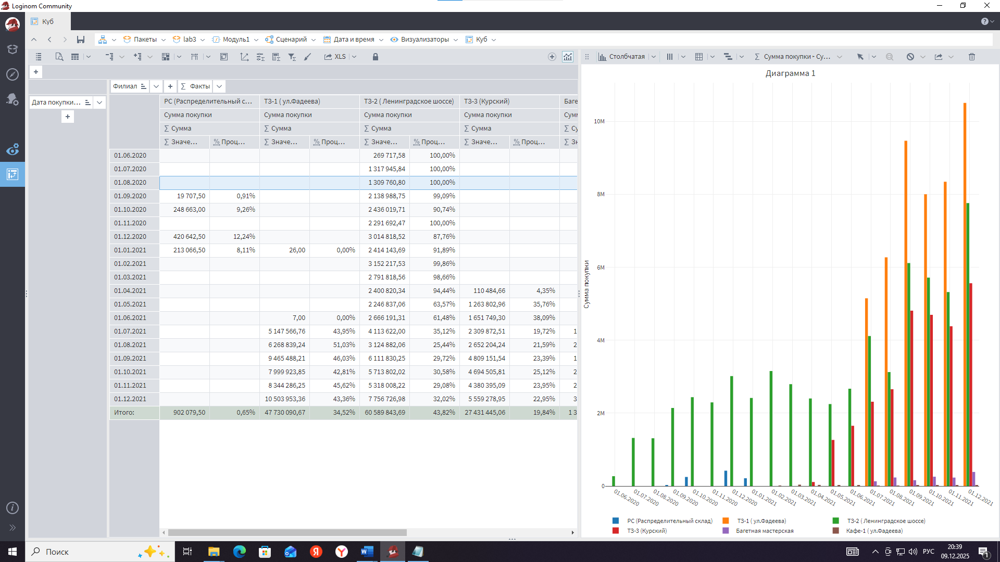 Loginom Community
Куб
Пакеты
lab3
Модуль1
Сценарий
Дата и время
Визуализаторы
Куб
XLS
Столбчатая
Σ Сумма покупки - Су...
+
Филиал
+
Σ Факты
Дата покупки...
+
РС (Распределительный с... ТЗ-1 ( ул.Фадеева) ТЗ-2 ( Ленинградское шоссе) ТЗ-3 (Курский) Баге
Сумма покупки Сумма покупки Сумма покупки Сумма покупки Сумм
Σ Сумма Σ Сумма Σ Сумма Σ Сумма Σ Су
Σ Значе... % Проц... Σ Значе... % Проц... Σ Значе... % Проц... Σ Значе... % Проц... Σ Зн
01.06.2020 269 717,58 100,00%
01.07.2020 1 317 945,84 100,00%
01.08.2020 1 309 760,80 100,00%
01.09.2020 19 707,50 0,91% 2 138 988,75 99,09%
01.10.2020 248 663,00 9,26% 2 436 019,71 90,74%
01.11.2020 2 291 692,47 100,00%
01.12.2020 420 642,50 12,24% 3 014 818,52 87,76%
01.01.2021 213 066,50 8,11% 26,00 0,00% 2 414 143,69 91,89%
01.02.2021 3 152 217,53 99,86%
01.03.2021 2 791 818,56 98,66%
01.04.2021 2 400 820,34 94,44% 110 484,66 4,35%
01.05.2021 2 246 837,06 63,57% 1 263 802,96 35,76%
01.06.2021 7,00 0,00% 2 666 191,31 61,48% 1 651 749,30 38,09%
01.07.2021 5 147 566,76 43,95% 4 113 622,00 35,12% 2 309 872,51 19,72% 1
01.08.2021 6 268 839,24 51,03% 3 124 882,06 25,44% 2 652 204,24 21,59% 2
01.09.2021 9 465 488,21 46,03% 6 111 830,25 29,72% 4 809 151,54 23,39% 1
01.10.2021 7 999 923,85 42,81% 5 713 802,02 30,58% 4 694 505,81 25,12% 2
01.11.2021 8 344 286,25 45,62% 5 318 008,22 29,08% 4 380 395,09 23,95% 2
01.12.2021 10 503 953,36 43,36% 7 756 726,98 32,02% 5 559 278,95 22,95% 3
Итого: 902 079,50 0,65% 47 730 090,67 34,52% 60 589 843,69 43,82% 27 431 445,06 19,84% 1 3
Диаграмма 1
Сумма покупки
10M
8M
6M
4M
2M
0
01.06.2020 01.07.2020 01.08.2020 01.09.2020 01.10.2020 01.11.2020 01.12.2020 01.01.2021 01.02.2021 01.03.2021 01.04.2021 01.05.2021 01.06.2021 01.07.2021 01.08.2021 01.09.2021 01.10.2021 01.11.2021 01.12.2021
РС (Распределительный склад) ТЗ-1 ( ул.Фадеева) ТЗ-2 ( Ленинградское шоссе)
ТЗ-3 (Курский) Багетная мастерская Кафе-1 ( ул.Фадеева)
Поиск
РУС
20:39
09.12.2025
1